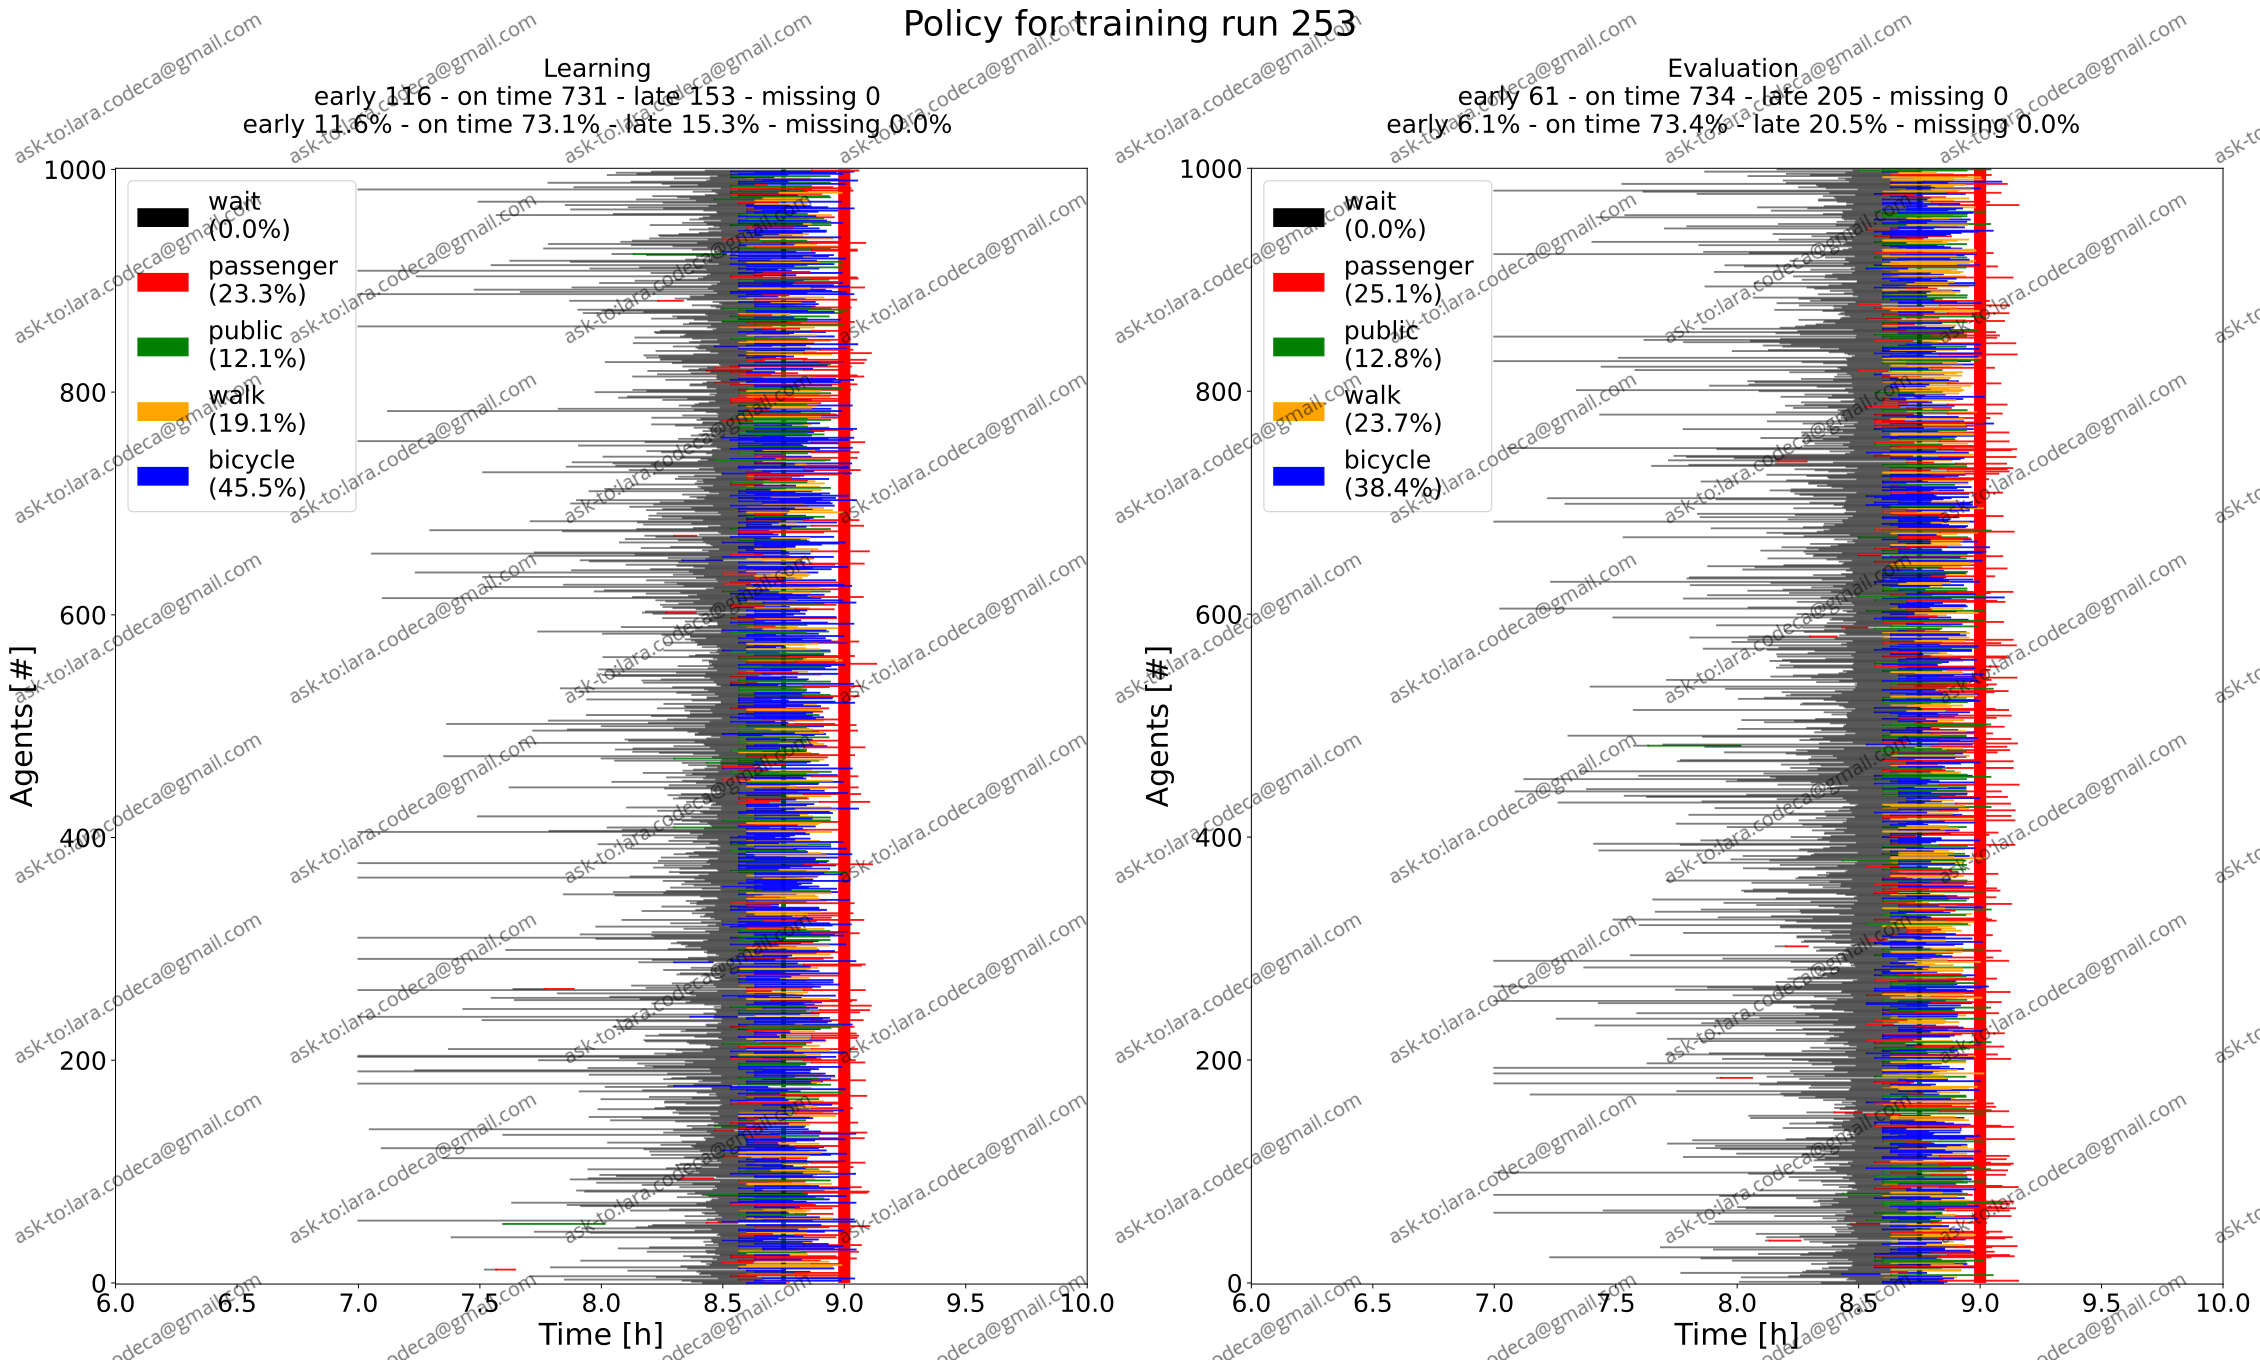 Policy for training run 253
Learning
early 116 - on time 731 - late 153 - missing 0
early 11.6% - on time 73.1% - late 15.3% - missing 0.0%
1000
800
600
400
200
0
Agents [#]
wait
(0.0%)
passenger
(23.3%)
public
(12.1%)
walk
(19.1%)
bicycle
(45.5%)
6.0 6.5 7.0 7.5 8.0 8.5 9.0 9.5 10.0
Time [h]
Evaluation
early 61 - on time 734 - late 205 - missing 0
early 6.1% - on time 73.4% - late 20.5% - missing 0.0%
1000
800
600
400
200
0
Agents [#]
wait
(0.0%)
passenger
(25.1%)
public
(12.8%)
walk
(23.7%)
bicycle
(38.4%)
6.0 6.5 7.0 7.5 8.0 8.5 9.0 9.5 10.0
Time [h]
ask-to:lara.codeca@gmail.com